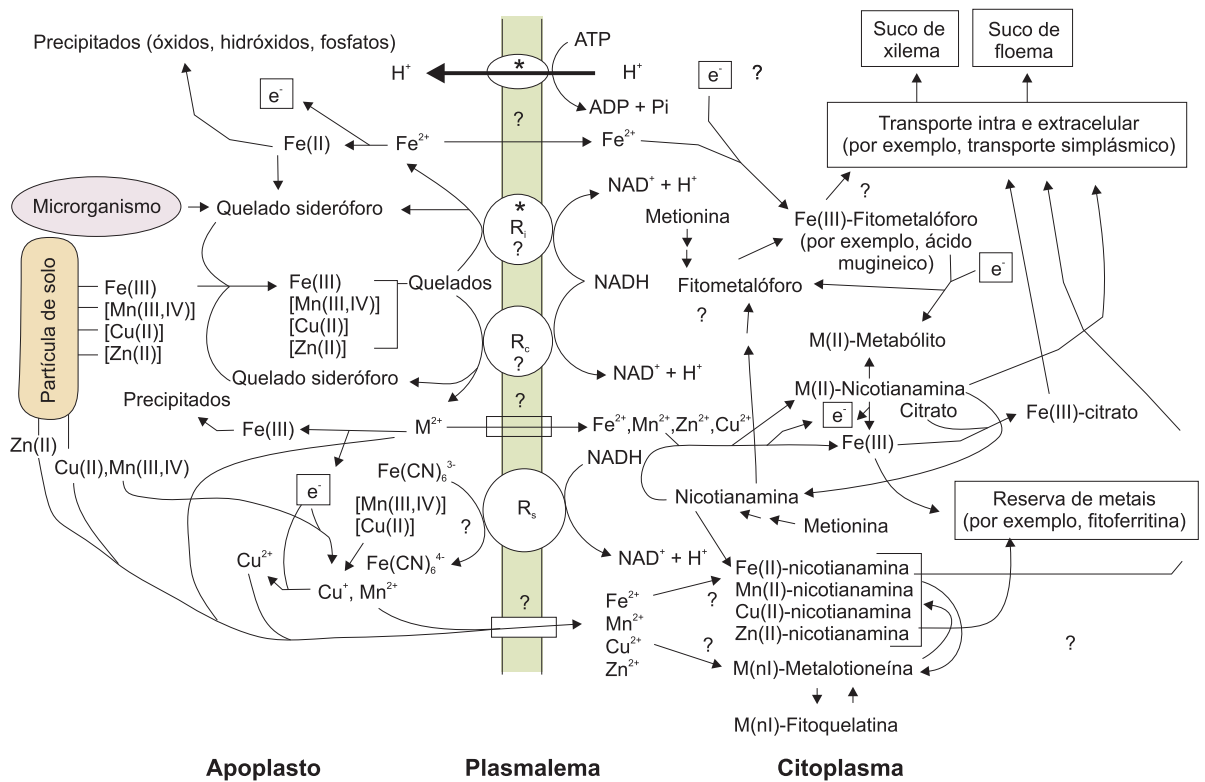 Precipitados (óxidos, hidróxidos, fosfatos)
H⁺
*
H⁺
ATP
ADP + Pi
e⁻
?
e⁻
?
Suco de
xilema
Suco de
floema
Transporte intra e extracelular
(por exemplo, transporte simplásmico)
Fe(II)
Fe²⁺
Fe²⁺
Microrganismo
Quelado sideróforo
*
Rᵢ
?
NAD⁺ + H⁺
NADH
Metionina
Fitometalóforo
?
?
Fe(III)-Fitometalóforo
(por exemplo, ácido
mugineico)
e⁻
Partícula de solo
Fe(III)
[Mn(III,IV)]
[Cu(II)]
[Zn(II)]
Fe(III)
[Mn(III,IV)]
[Cu(II)]
[Zn(II)]
Quelados
R꜀
?
NAD⁺ + H⁺
M(II)-Metabólito
Quelado sideróforo
M(II)-Nicotianamina
Precipitados
Fe(III)
M²⁺
?
Fe²⁺,Mn²⁺,Zn²⁺,Cu²⁺
e⁻
Citrato
Fe(III)
Fe(III)-citrato
Zn(II)
Cu(II),Mn(III,IV)
e⁻
Fe(CN)₆³⁻
[Mn(III,IV)]
[Cu(II)]
?
Fe(CN)₆⁴⁻
Rₛ
NADH
NAD⁺ + H⁺
Nicotianamina
Metionina
Reserva de metais
(por exemplo, fitoferritina)
Cu²⁺
Cu⁺, Mn²⁺
?
Fe²⁺
Mn²⁺
Cu²⁺
Zn²⁺
?
?
Fe(II)-nicotianamina
Mn(II)-nicotianamina
Cu(II)-nicotianamina
Zn(II)-nicotianamina
?
M(nI)-Metalotioneína
M(nI)-Fitoquelatina
Apoplasto
Plasmalema
Citoplasma